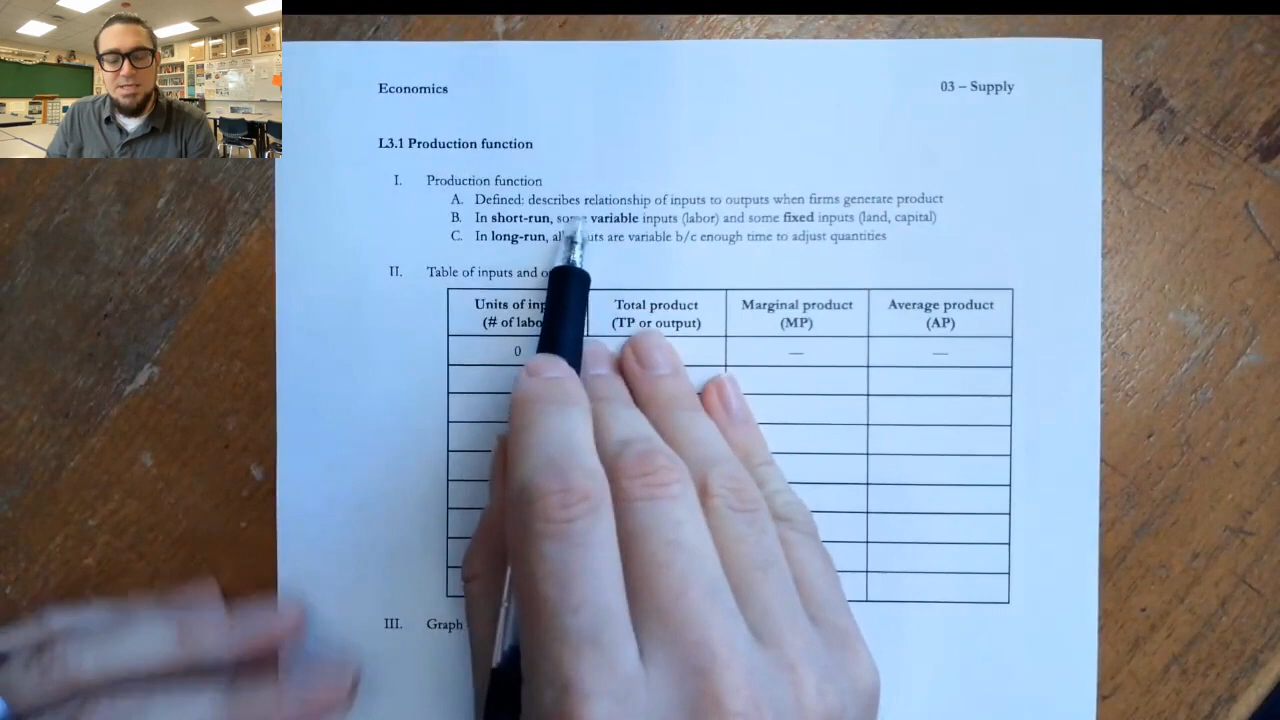 Economics
03 – Supply
L3.1 Production function
I. Production function
A. Defined: describes relationship of inputs to outputs when firms generate product
B. In short-run, some variable inputs (labor) and some fixed inputs (land, capital)
C. In long-run, are variable b/c enough time to adjust quantities
II. Table of inputs and
Units of
(# of
Total product
(TP or output)
Marginal product
(MP)
Average product
(AP)
0
—
—
III. Graph